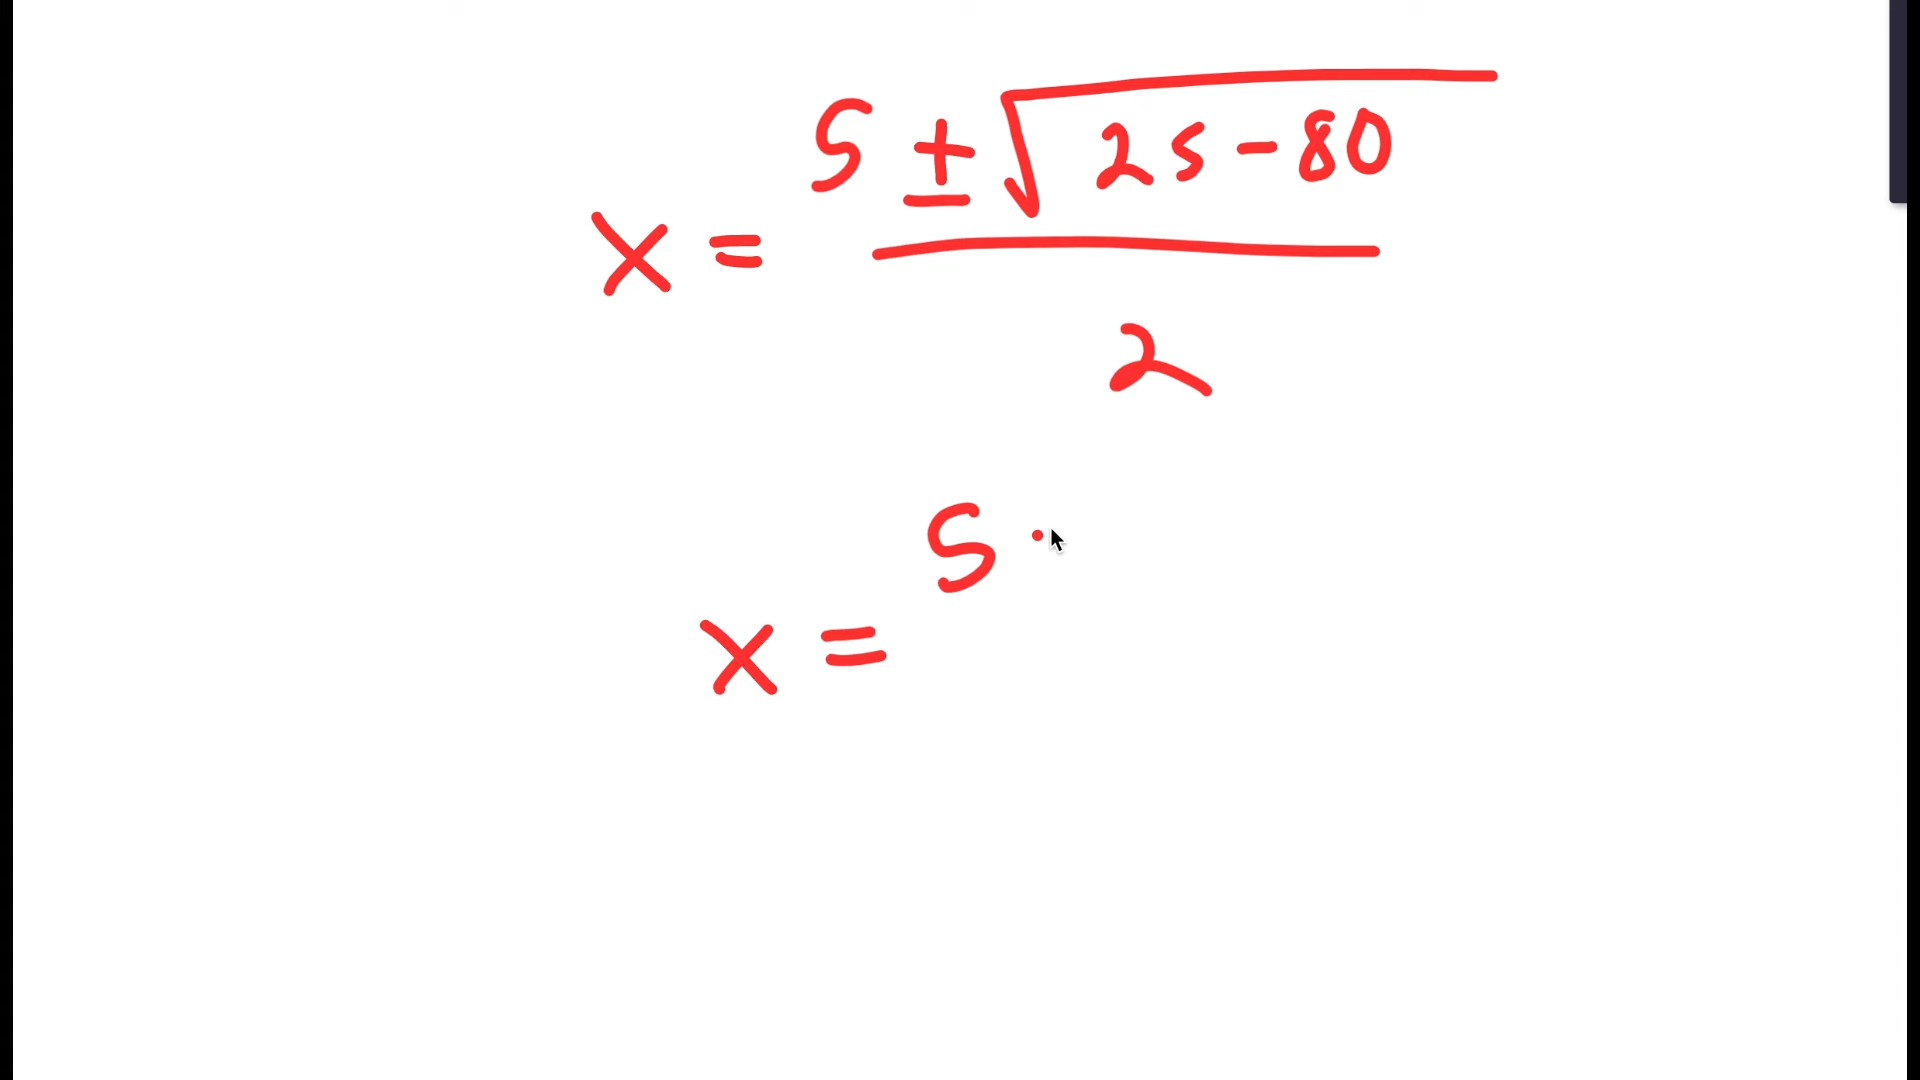 x = 5 ± √25-80 / 2
x = 5 ·